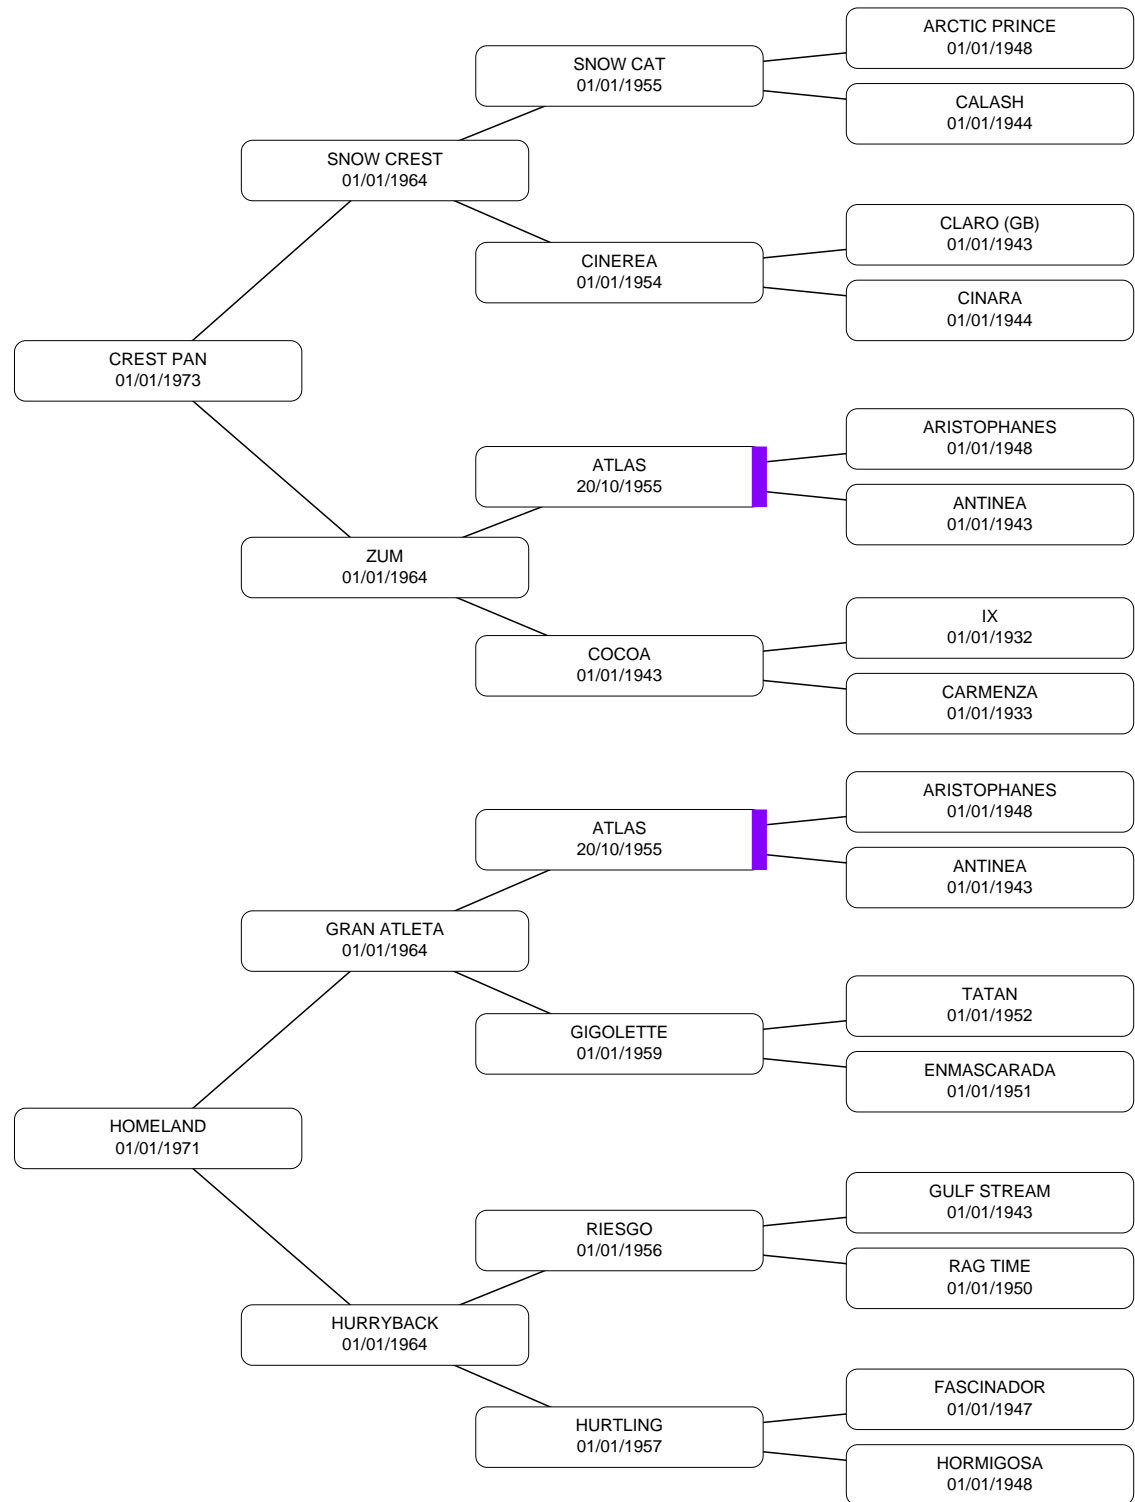 ARCTIC PRINCE
01/01/1948
SNOW CAT
01/01/1955
CALASH
01/01/1944
SNOW CREST
01/01/1964
CLARO (GB)
01/01/1943
CINEREA
01/01/1954
CINARA
01/01/1944
CREST PAN
01/01/1973
ARISTOPHANES
01/01/1948
ATLAS
20/10/1955
ANTINEA
01/01/1943
ZUM
01/01/1964
IX
01/01/1932
COCOA
01/01/1943
CARMENZA
01/01/1933
ARISTOPHANES
01/01/1948
ATLAS
20/10/1955
ANTINEA
01/01/1943
GRAN ATLETA
01/01/1964
TATAN
01/01/1952
GIGOLETTE
01/01/1959
ENMASCARADA
01/01/1951
HOMELAND
01/01/1971
GULF STREAM
01/01/1943
RIESGO
01/01/1956
RAG TIME
01/01/1950
HURRYBACK
01/01/1964
FASCINADOR
01/01/1947
HURTLING
01/01/1957
HORMIGOSA
01/01/1948